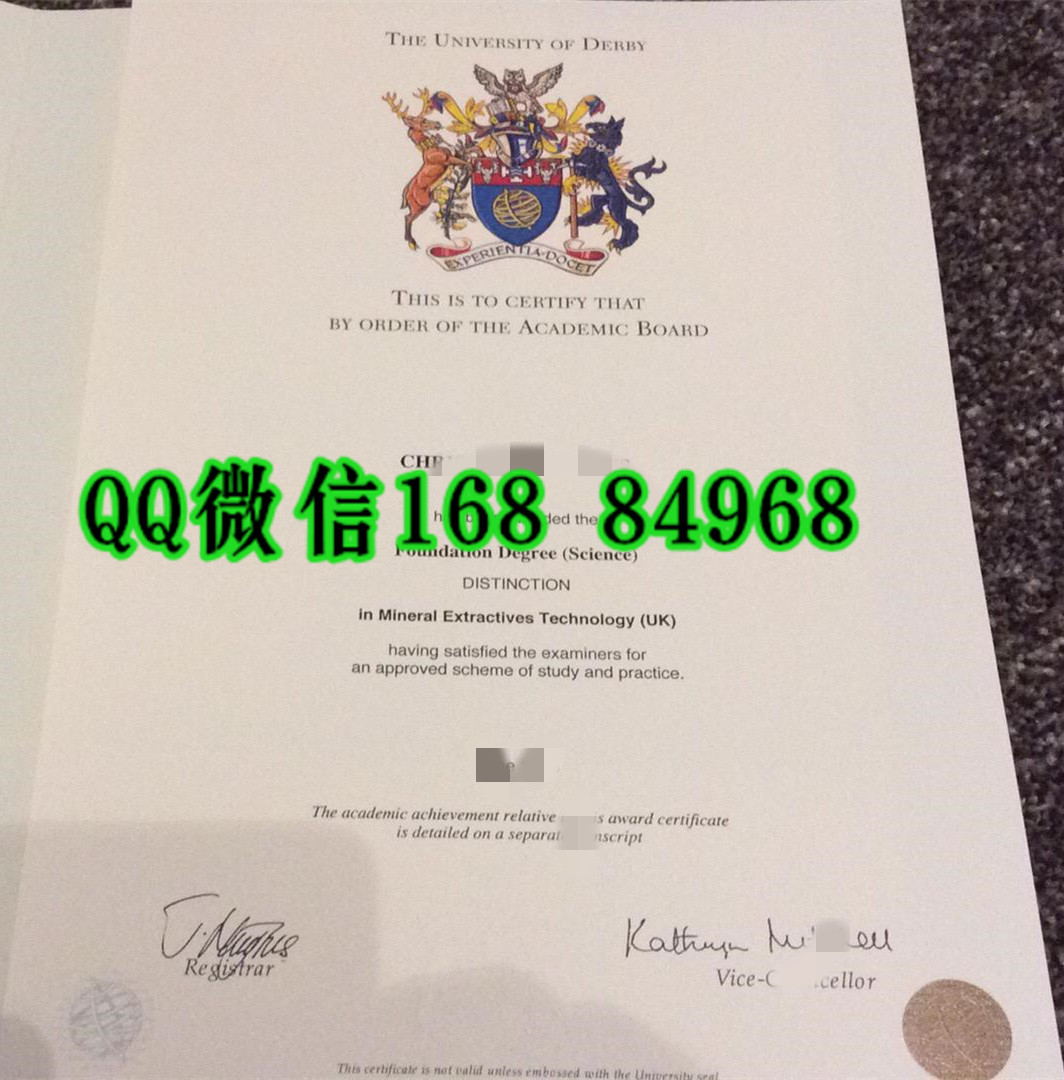 THE UNIVERSITY OF DERBY
EXPERIENTIA·DOCET
THIS IS TO CERTIFY THAT
BY ORDER OF THE ACADEMIC BOARD
QQ微信168 84968
Foundation Degree (Science)
DISTINCTION
in Mineral Extractives Technology (UK)
having satisfied the examiners for
an approved scheme of study and practice.
The academic achievement relative award certificate
is detailed on a
Registrar
Kathryn
This certificate is not valid unless embossed with the University seal